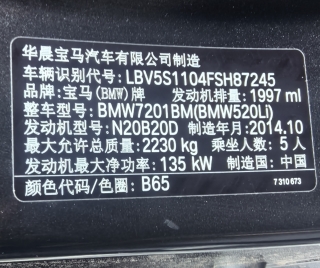 华晨宝马汽车有限公司制造
车辆识别代号: LBV5S1104FSH87245
品牌: 宝马(BMW)牌 发动机排量: 1997 ml
整车型号: BMW7201BM(BMW520Li)
发动机型号: N20B20D 制造年月: 2014.10
最大允许总质量: 2230 kg 乘坐人数: 5 人
发动机最大净功率: 135 kW 制造国: 中国
颜色代码/色圈: B65 7 310 673